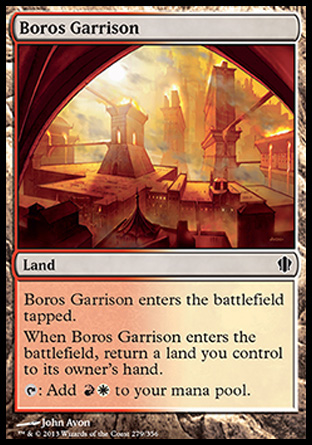 Boros Garrison
Land
Boros Garrison enters the battlefield
tapped.
When Boros Garrison enters the
battlefield, return a land you control
to its owner's hand.
: Add to your mana pool.
John Avon
™ & © 2013 Wizards of the Coast 279/356